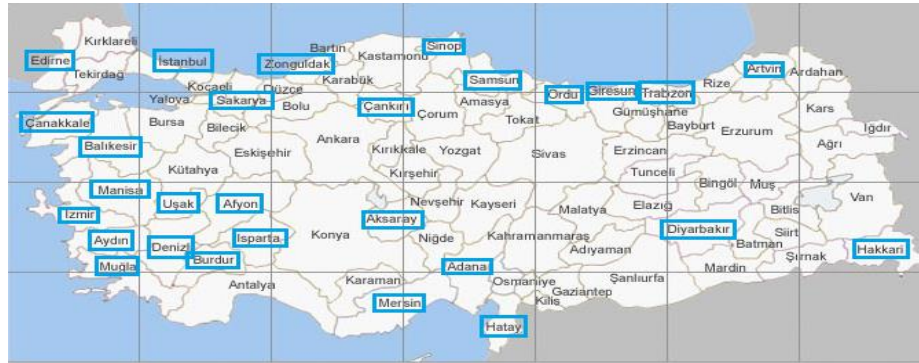 Kırklareli
Edirne
Tekirdağ
İstanbul
Kocaeli
Yalova
Sakarya
Düzce
Zonguldak
Bartın
Karabük
Kastamonu
Sinop
Samsun
Ordu
Giresun
Trabzon
Rize
Artvin
Ardahan
Çanakkale
Balıkesir
Bursa
Bilecik
Bolu
Çankırı
Çorum
Amasya
Tokat
Gümüşhane
Bayburt
Erzurum
Kars
Iğdır
Ağrı
Kütahya
Eskişehir
Ankara
Kırıkkale
Yozgat
Kırşehir
Sivas
Erzincan
Tunceli
Bingöl
Muş
Van
Manisa
İzmir
Uşak
Afyon
Aksaray
Nevşehir
Kayseri
Malatya
Elazığ
Diyarbakır
Bitlis
Siirt
Batman
Hakkari
Aydın
Denizli
Isparta
Burdur
Muğla
Konya
Niğde
Kahramanmaraş
Adıyaman
Mardin
Şırnak
Antalya
Karaman
Mersin
Adana
Osmaniye
Gaziantep
Kilis
Şanlıurfa
Hatay